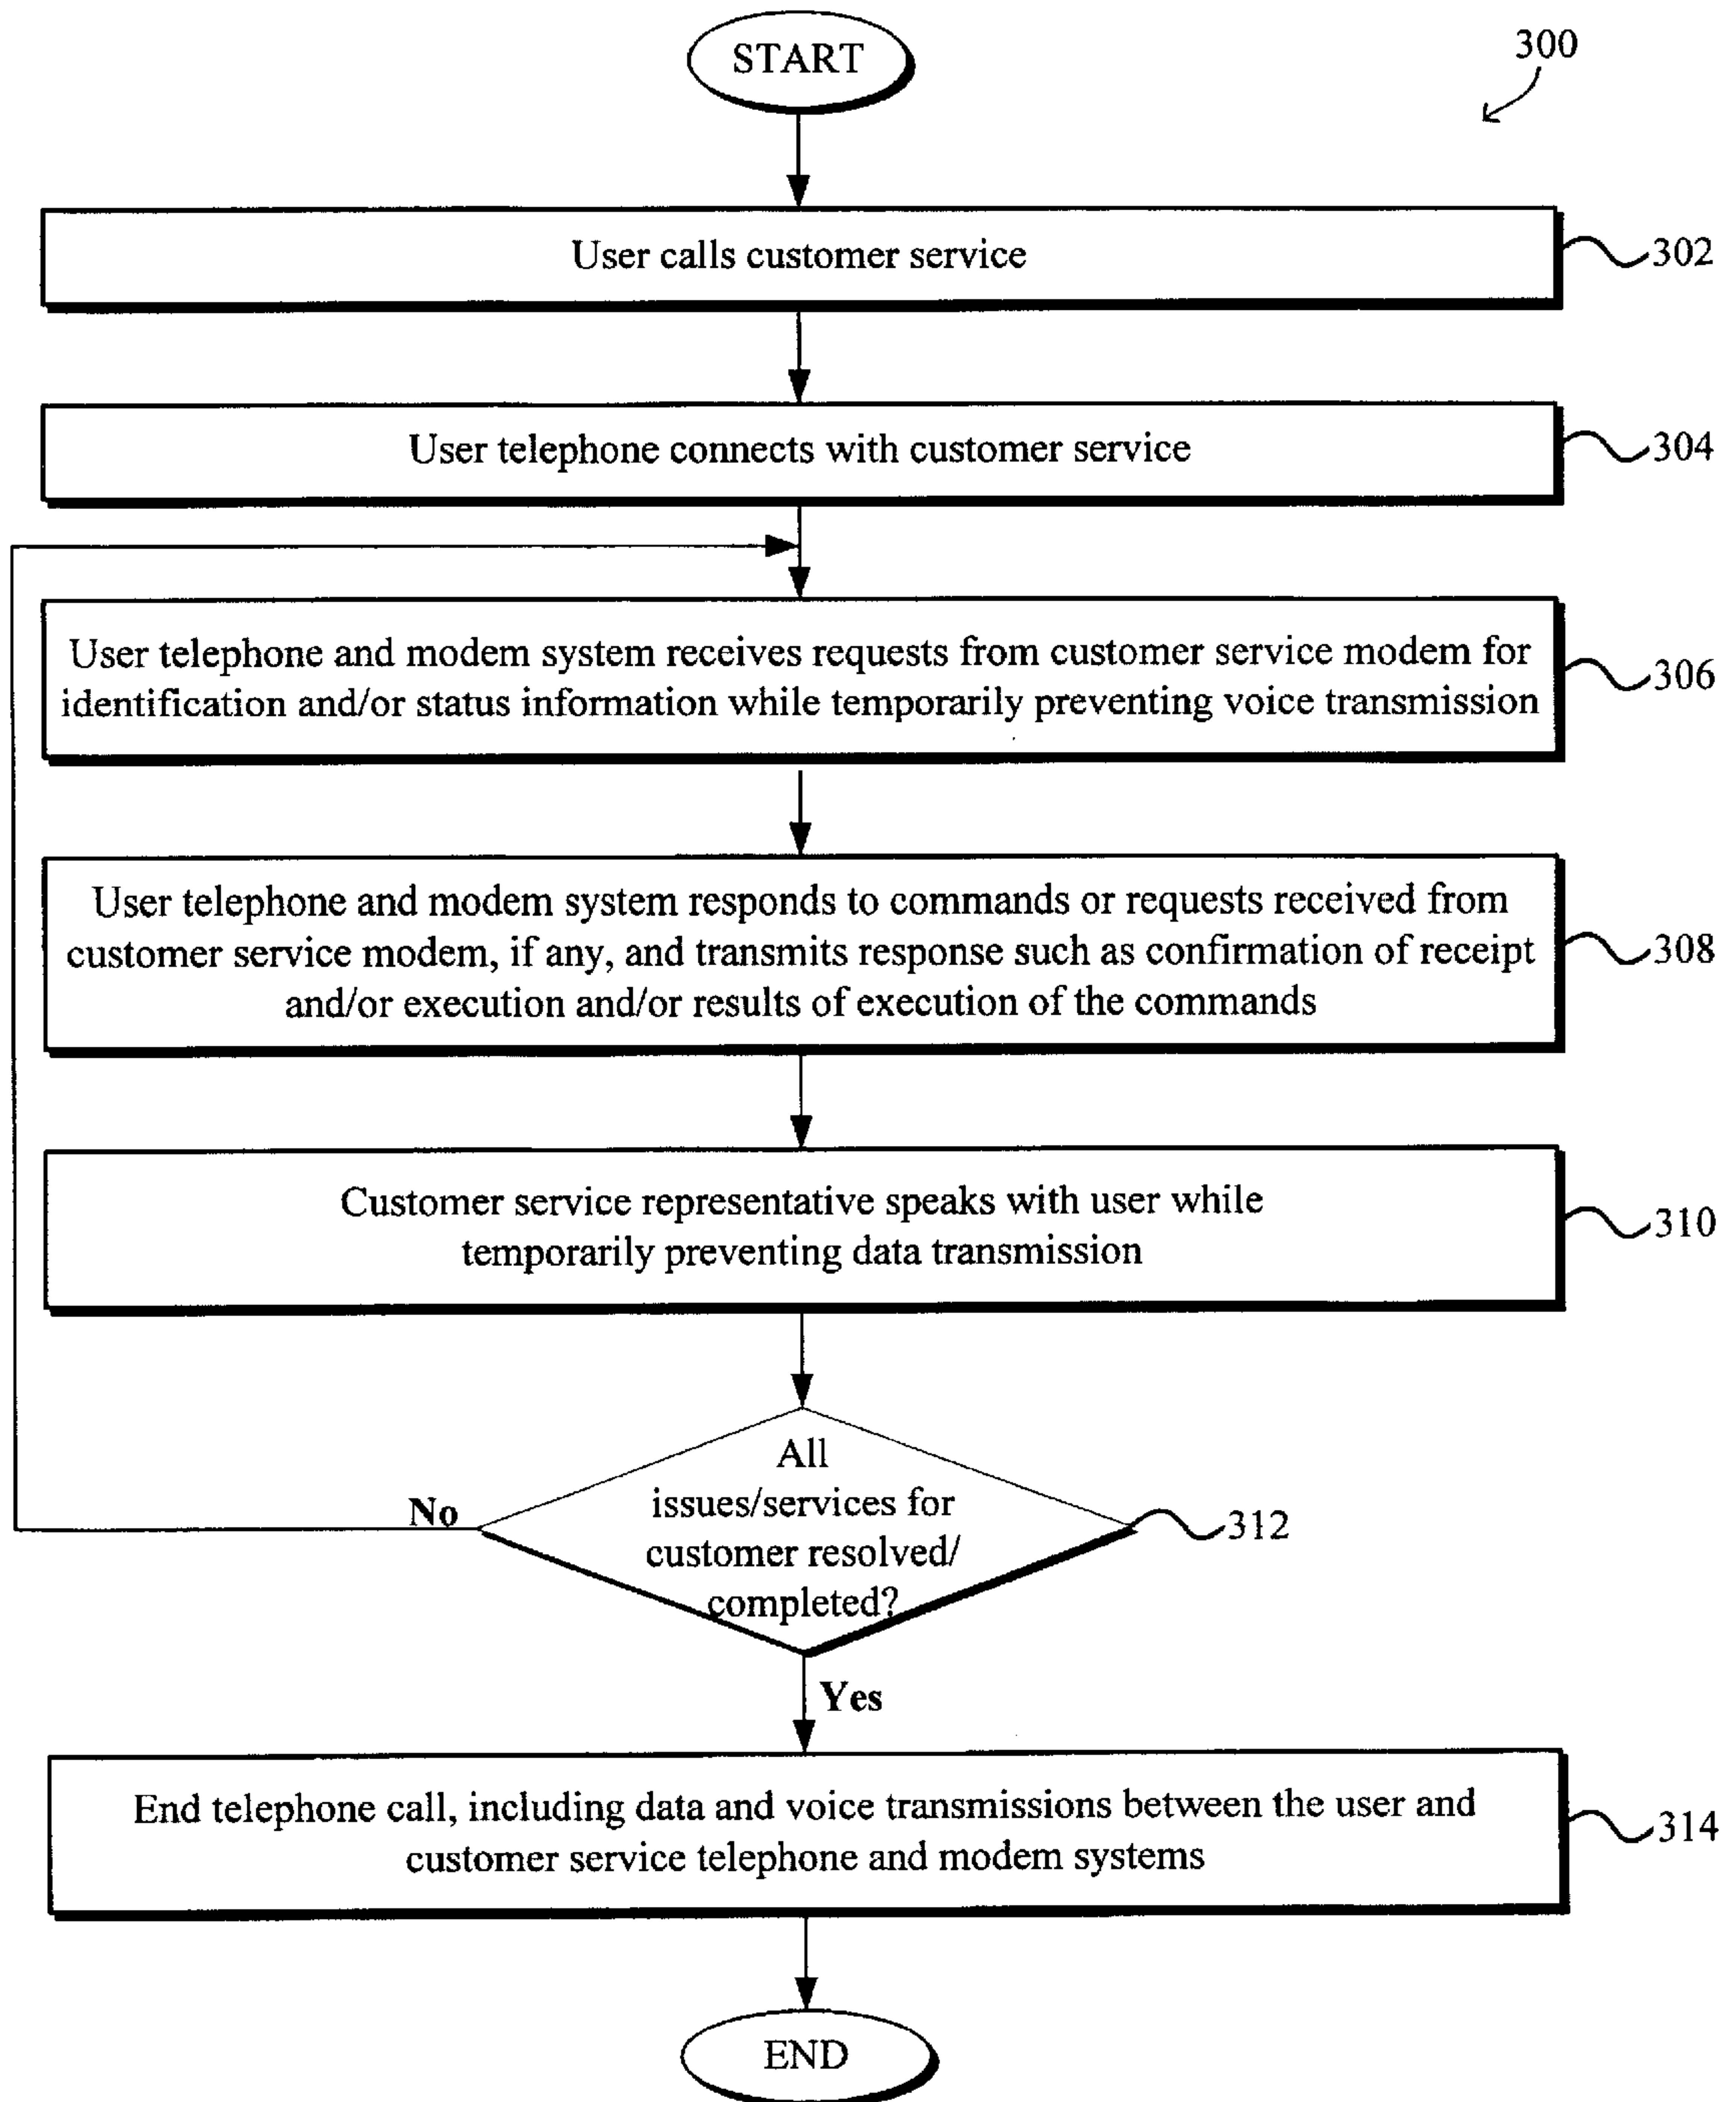 START
300
User calls customer service
302
User telephone connects with customer service
304
User telephone and modem system receives requests from customer service modem for
identification and/or status information while temporarily preventing voice transmission
306
User telephone and modem system responds to commands or requests received from
customer service modem, if any, and transmits response such as confirmation of receipt
and/or execution and/or results of execution of the commands
308
Customer service representative speaks with user while
temporarily preventing data transmission
310
All
issues/services for
customer resolved/
completed?
No
312
Yes
End telephone call, including data and voice transmissions between the user and
customer service telephone and modem systems
314
END